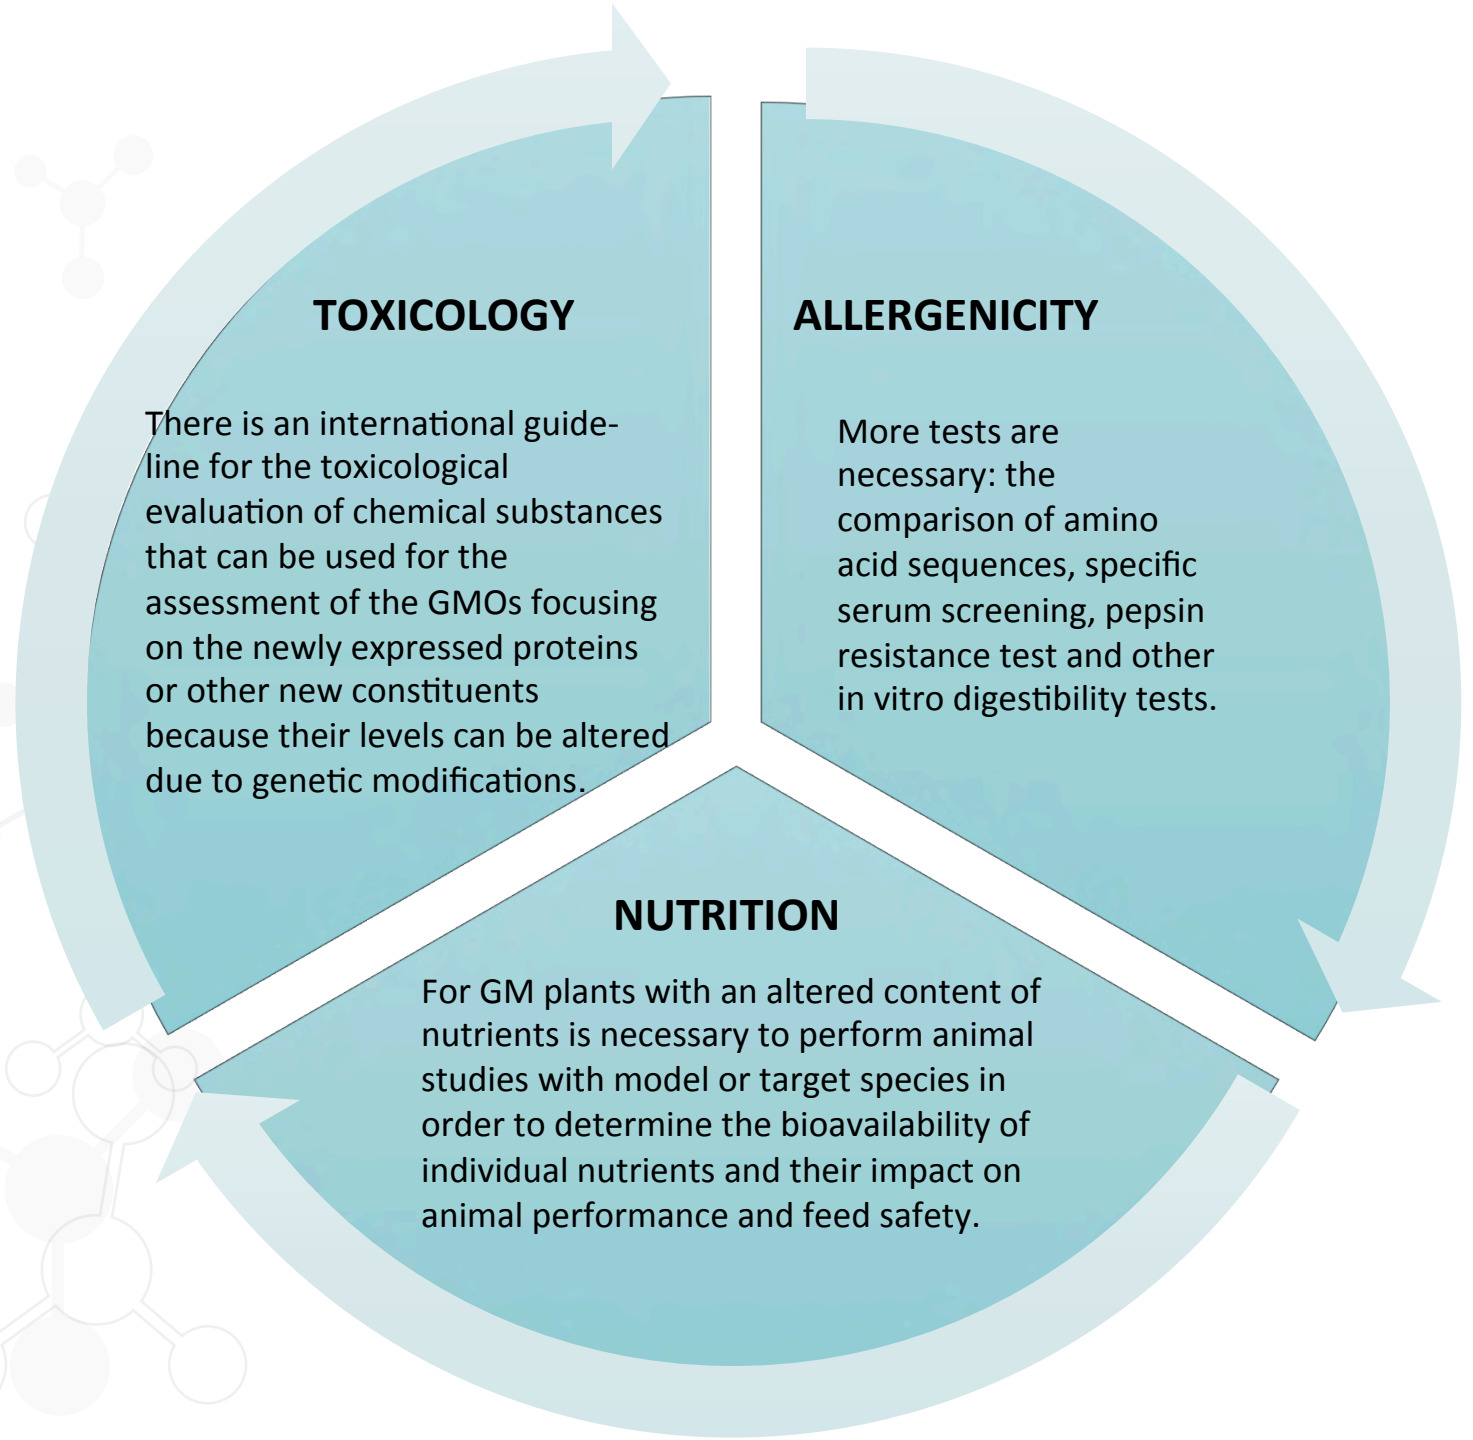 TOXICOLOGY
There is an international guide-
line for the toxicological
evaluation of chemical substances
that can be used for the
assessment of the GMOs focusing
on the newly expressed proteins
or other new constituents
because their levels can be altered
due to genetic modifications.
ALLERGENICITY
More tests are
necessary: the
comparison of amino
acid sequences, specific
serum screening, pepsin
resistance test and other
in vitro digestibility tests.
NUTRITION
For GM plants with an altered content of
nutrients is necessary to perform animal
studies with model or target species in
order to determine the bioavailability of
individual nutrients and their impact on
animal performance and feed safety.